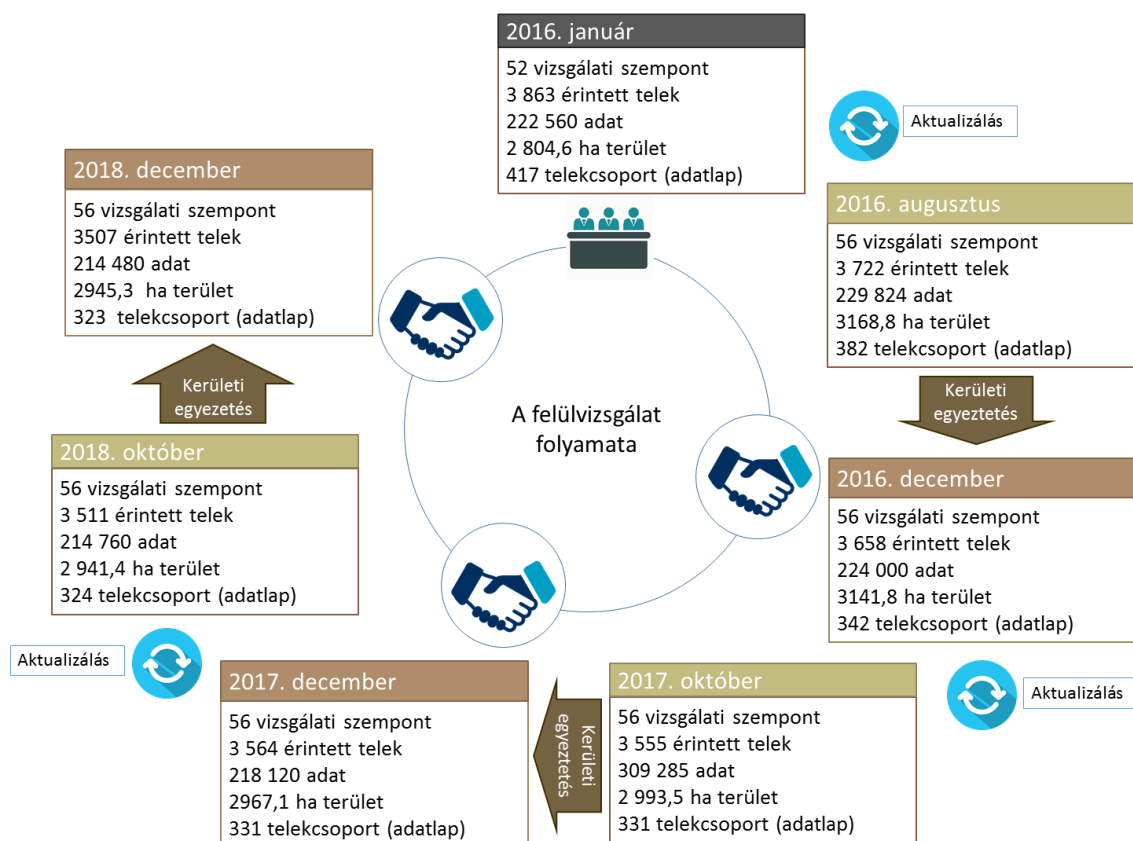 2016. január
52 vizsgálati szempont
3 863 érintett telek
222 560 adat
2 804,6 ha terület
417 telekcsoport (adatlap)
Aktualizálás
2016. augusztus
56 vizsgálati szempont
3 722 érintett telek
229 824 adat
3168,8 ha terület
382 telekcsoport (adatlap)
Kerületi
egyeztetés
2016. december
56 vizsgálati szempont
3 658 érintett telek
224 000 adat
3141,8 ha terület
342 telekcsoport (adatlap)
Aktualizálás
2017. október
56 vizsgálati szempont
3 555 érintett telek
309 285 adat
2 993,5 ha terület
331 telekcsoport (adatlap)
Kerületi
egyeztetés
2017. december
56 vizsgálati szempont
3 564 érintett telek
218 120 adat
2967,1 ha terület
331 telekcsoport (adatlap)
Aktualizálás
2018. október
56 vizsgálati szempont
3 511 érintett telek
214 760 adat
2 941,4 ha terület
324 telekcsoport (adatlap)
Kerületi
egyezetés
2018. december
56 vizsgálati szempont
3507 érintett telek
214 480 adat
2945,3 ha terület
323 telekcsoport (adatlap)
A felülvizsgálat
folyamata